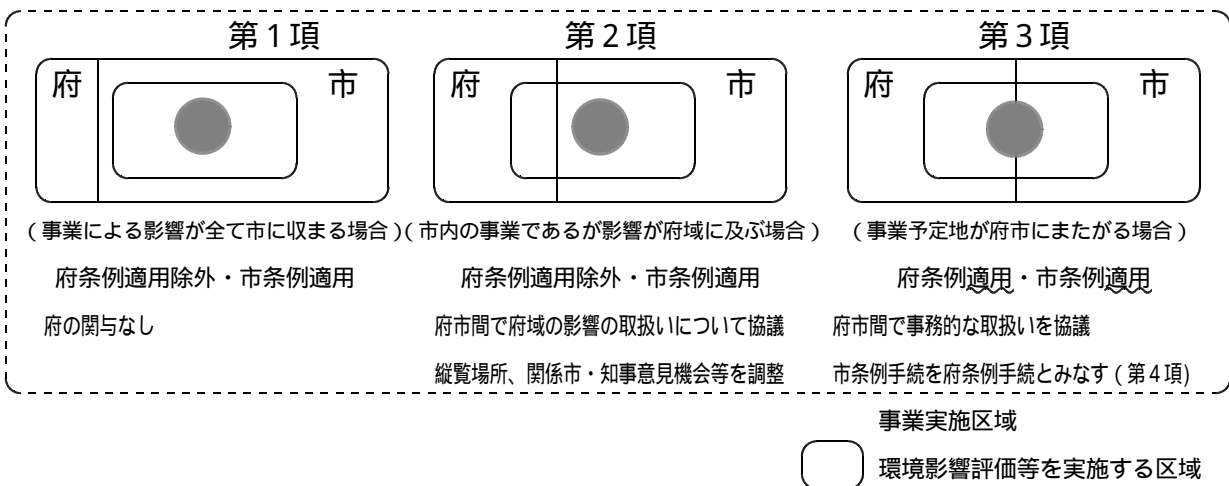 第1項
府 市
(事業による影響が全て市に収まる場合)
府条例適用除外・市条例適用
府の関与なし
第2項
府 市
(市内の事業であるが影響が府域に及ぶ場合)
府条例適用除外・市条例適用
府市間で府域の影響の取扱いについて協議
縦覧場所、関係市・知事意見機会等を調整
第3項
府 市
(事業予定地が府市にまたがる場合)
府条例適用・市条例適用
府市間で事務的な取扱いを協議
市条例手続を府条例手続とみなす(第4項)
事業実施区域
環境影響評価等を実施する区域